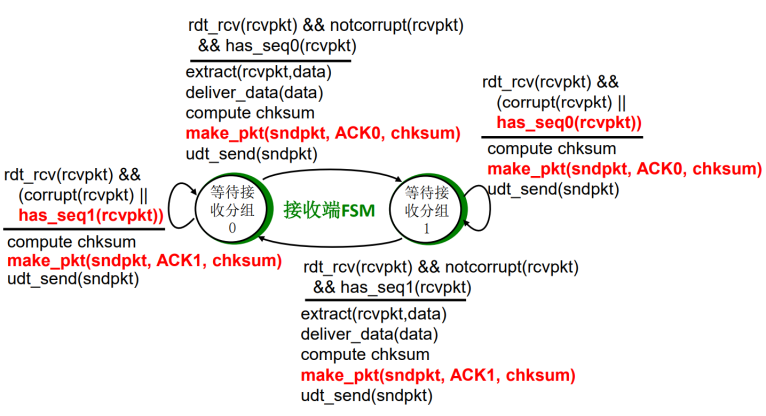 rdt_rcv(rcvpkt) && notcorrupt(rcvpkt)
&& has_seq0(rcvpkt)
extract(rcvpkt,data)
deliver_data(data)
compute chksum
make_pkt(sndpkt, ACK0, chksum)
udt_send(sndpkt)
rdt_rcv(rcvpkt) &&
(corrupt(rcvpkt) ||
has_seq0(rcvpkt))
compute chksum
make_pkt(sndpkt, ACK0, chksum)
udt_send(sndpkt)
rdt_rcv(rcvpkt) &&
(corrupt(rcvpkt) ||
has_seq1(rcvpkt))
compute chksum
make_pkt(sndpkt, ACK1, chksum)
udt_send(sndpkt)
等待接
收分组
0
接收端FSM
等待接
收分组
1
rdt_rcv(rcvpkt) && notcorrupt(rcvpkt)
&& has_seq1(rcvpkt)
extract(rcvpkt,data)
deliver_data(data)
compute chksum
make_pkt(sndpkt, ACK1, chksum)
udt_send(sndpkt)